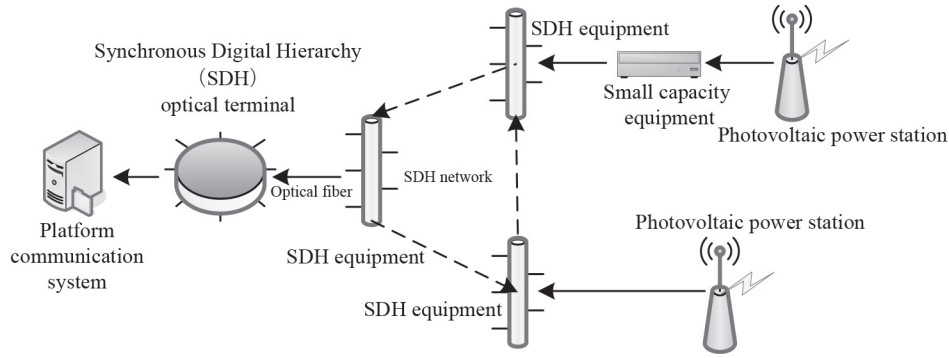 Synchronous Digital Hierarchy
（SDH）
optical terminal
SDH equipment
Small capacity
equipment
Photovoltaic power station
SDH network
Optical fiber
Platform
communication
system
SDH equipment
Photovoltaic power station
SDH equipment